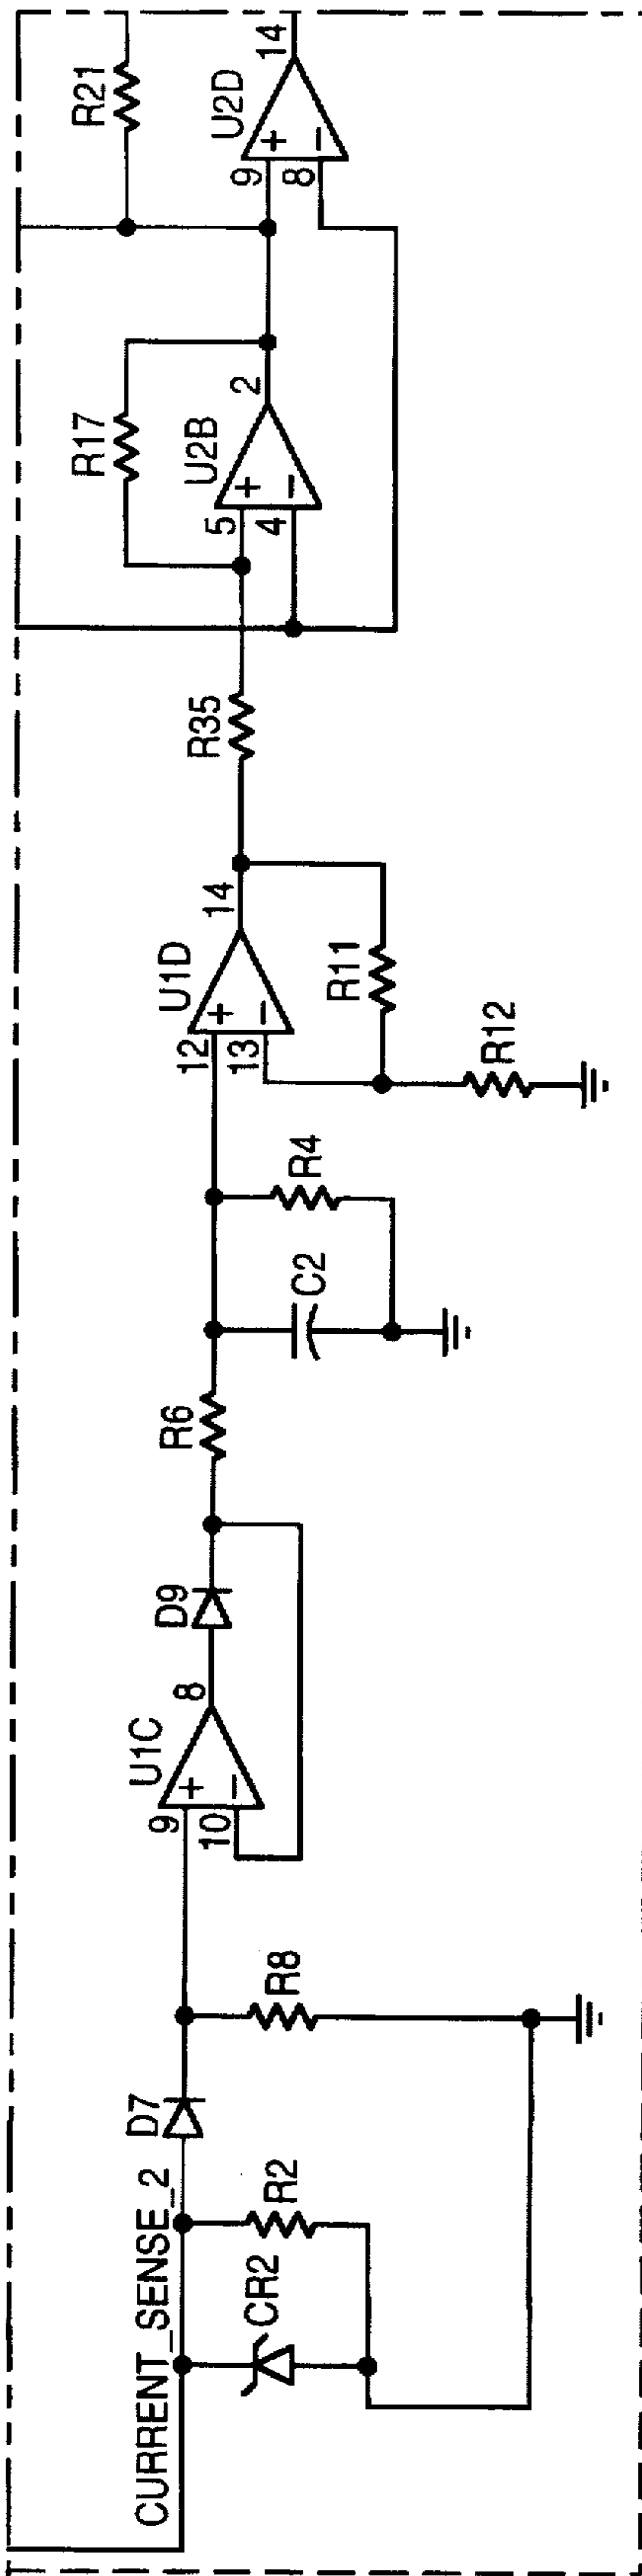 CURRENT_SENSE_2
CR2
R2
D7
R8
9
10
U1C
+
−
8
D9
R6
C2
R4
12
13
U1D
+
−
14
R11
R12
R35
5
4
U2B
+
−
2
R17
R21
9
8
U2D
+
−
14